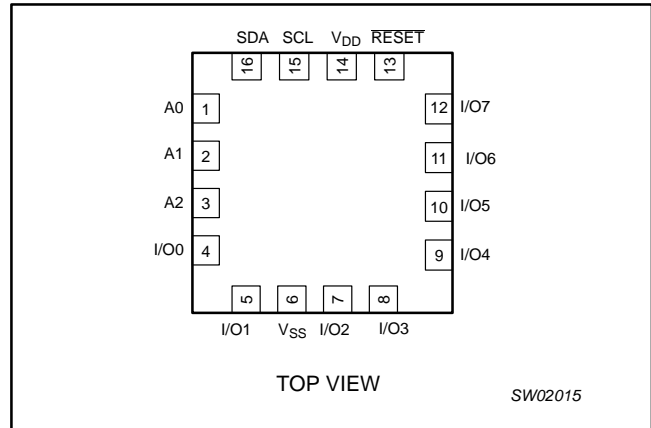 SDA SCL VDD RESET
16 15 14 13
A0 1 12 I/O7
A1 2 11 I/O6
A2 3 10 I/O5
I/O0 4 9 I/O4
5 6 7 8
I/O1 VSS I/O2 I/O3
TOP VIEW
SW02015